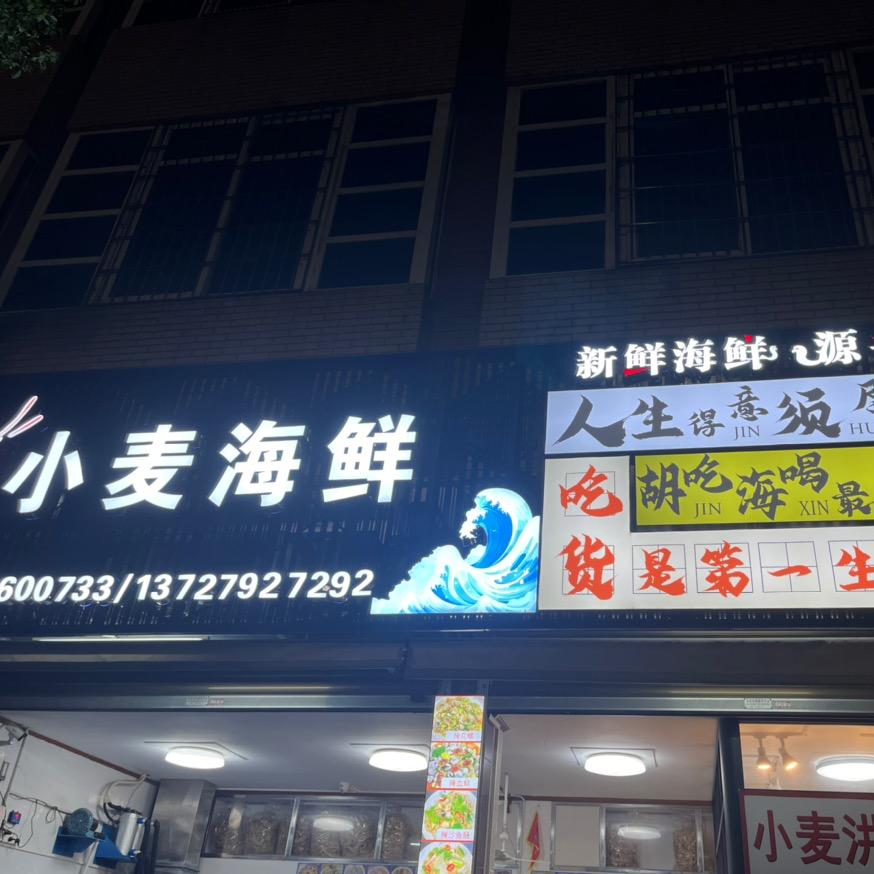 小麦海鲜
600733/13727927292
新鲜海鲜 源
人生得意须
JIN HU
胡吃海喝最
JIN XIN
吃货是第一生
小麦洪